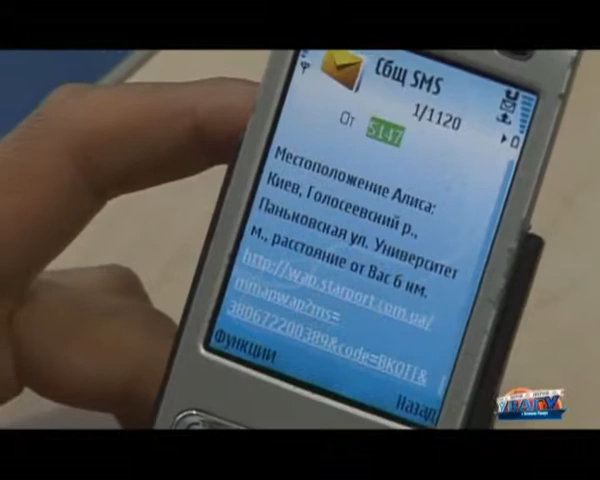 Сбщ SMS
1/1120
От 5147
Местоположение Алиса:
Киев, Голосеевский р.,
Паньковская ул. Университет
м., расстояние от Вас 6 км.
http://wap.starport.com.ua/
mmapwap?ms=
380672200389&code=BKOTT&
Функции
Назад